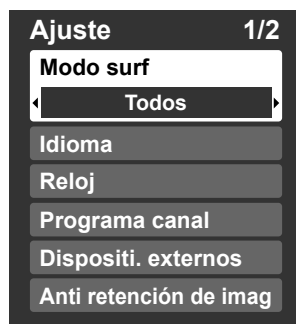 Ajuste 1/2
Modo surf
Todos
Idioma
Reloj
Programa canal
Dispositi. externos
Anti retención de imag